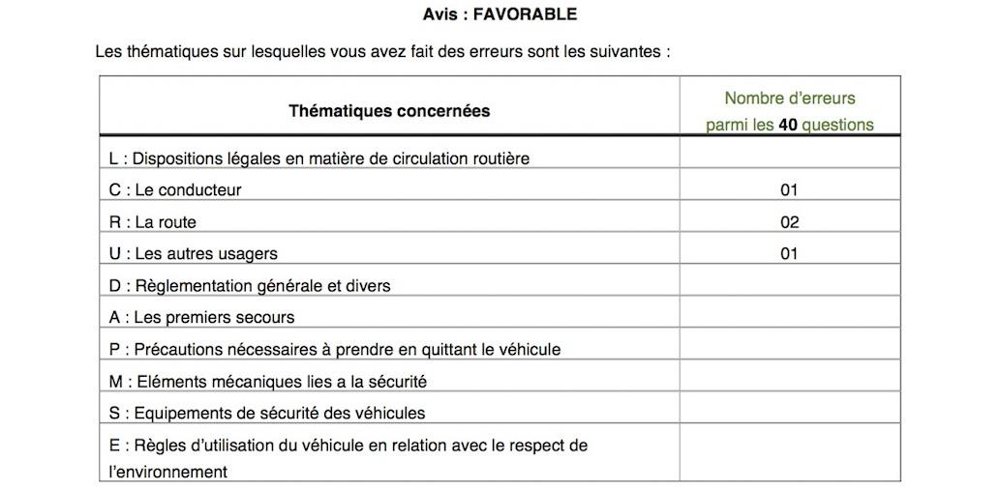 Avis : FAVORABLE
Les thématiques sur lesquelles vous avez fait des erreurs sont les suivantes :
Thématiques concernées
Nombre d'erreurs
parmi les 40 questions
L : Dispositions légales en matière de circulation routière
C : Le conducteur 01
R : La route 02
U : Les autres usagers 01
D : Règlementation générale et divers
A : Les premiers secours
P : Précautions nécessaires à prendre en quittant le véhicule
M : Eléments mécaniques lies a la sécurité
S : Equipements de sécurité des véhicules
E : Règles d'utilisation du véhicule en relation avec le respect de
l'environnement